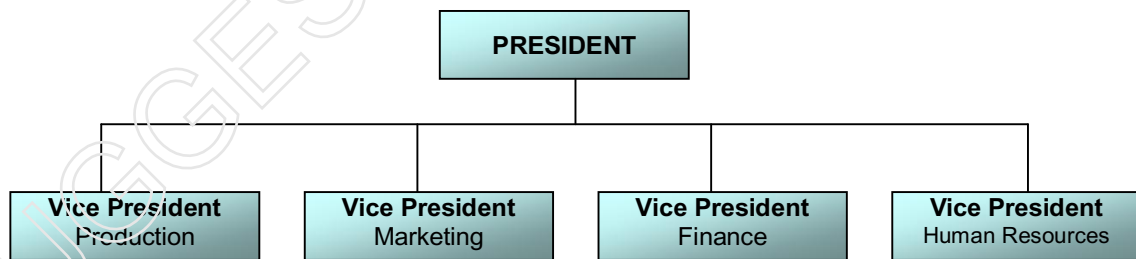 PRESIDENT
Vice President
Production
Vice President
Marketing
Vice President
Finance
Vice President
Human Resources